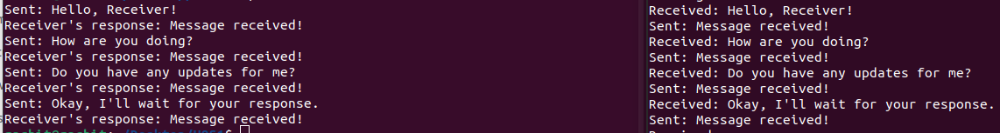 Sent: Hello, Receiver!
Receiver's response: Message received!
Sent: How are you doing?
Receiver's response: Message received!
Sent: Do you have any updates for me?
Receiver's response: Message received!
Sent: Okay, I'll wait for your response.
Receiver's response: Message received!
Received: Hello, Receiver!
Sent: Message received!
Received: How are you doing?
Sent: Message received!
Received: Do you have any updates for me?
Sent: Message received!
Received: Okay, I'll wait for your response.
Sent: Message received!